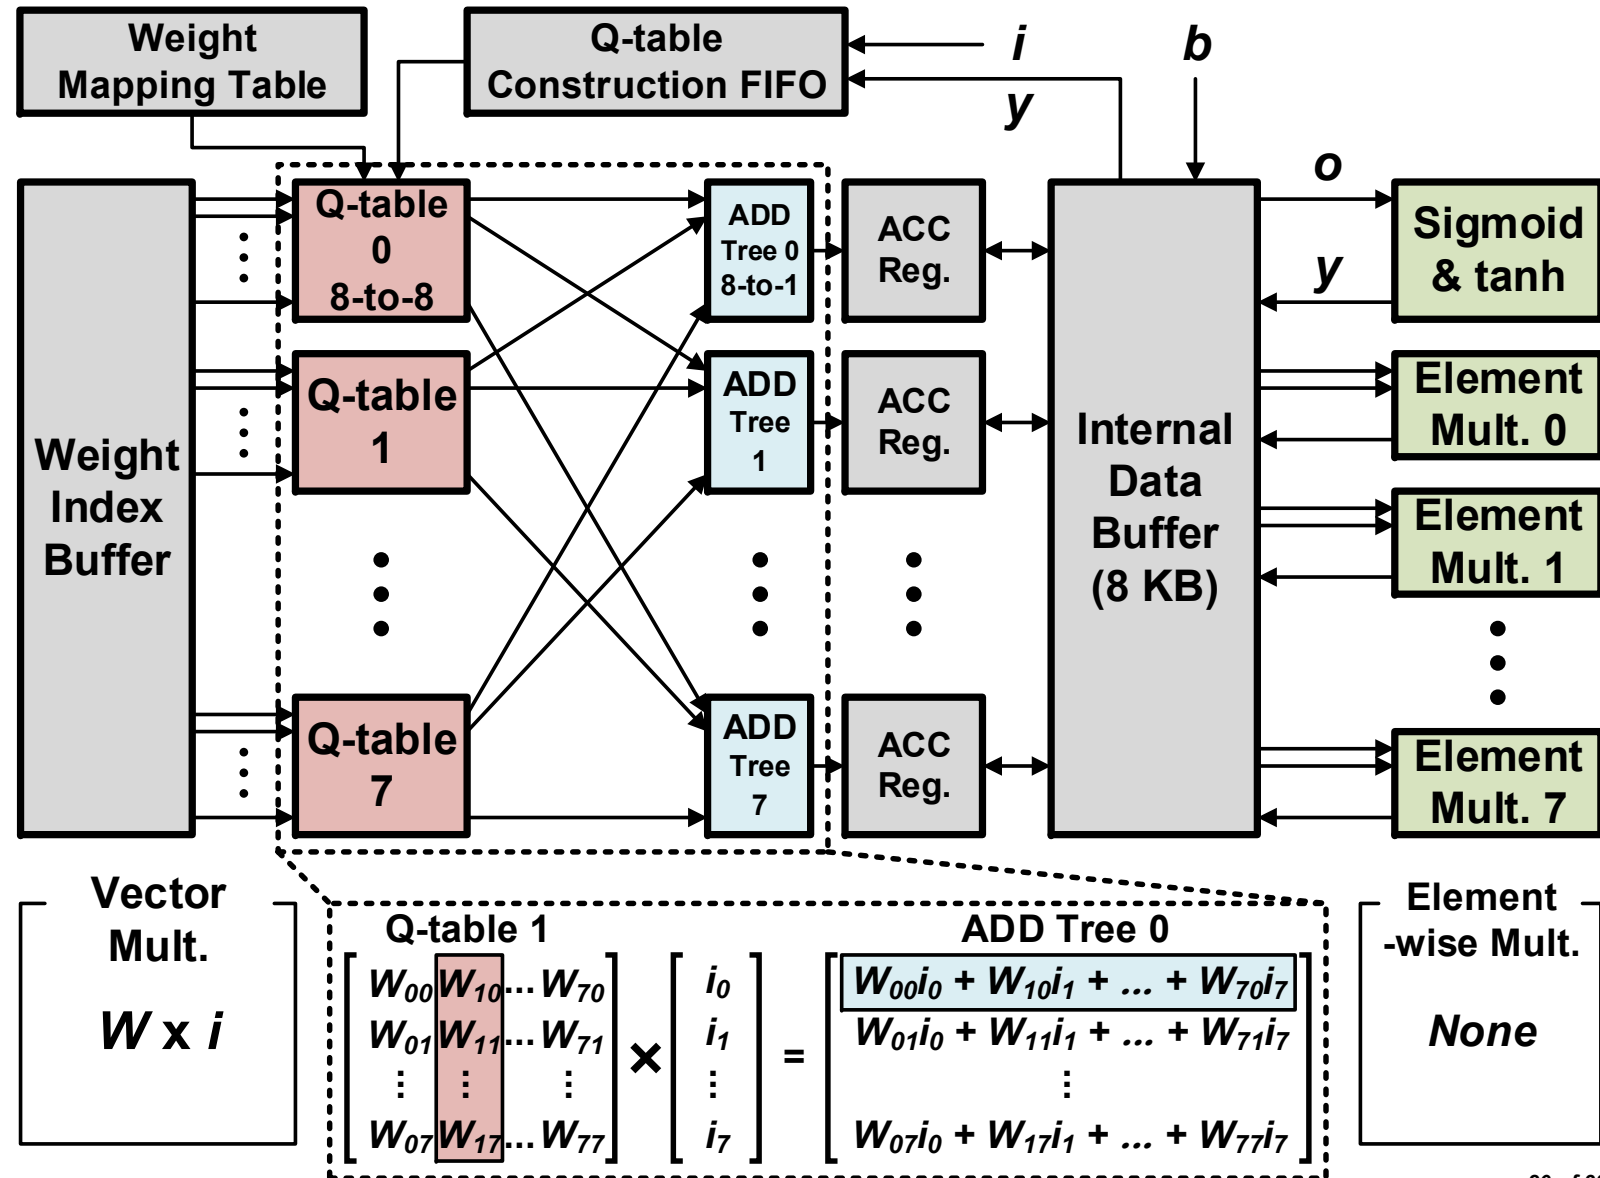 Weight
Mapping Table
Q-table
Construction FIFO
i
y
b
Weight
Index
Buffer
Q-table
0
8-to-8
Q-table
1
Q-table
7
ADD
Tree 0
8-to-1
ADD
Tree
1
ADD
Tree
7
ACC
Reg.
ACC
Reg.
ACC
Reg.
Internal
Data
Buffer
(8 KB)
o
y
Sigmoid
& tanh
Element
Mult. 0
Element
Mult. 1
Element
Mult. 7
Vector
Mult.
W x i
Q-table 1
ADD Tree 0
W00 W10 ... W70
W01 W11 ... W71
W07 W17 ... W77
×
i0
i1
i7
=
W00i0 + W10i1 + ... + W70i7
W01i0 + W11i1 + ... + W71i7
W07i0 + W17i1 + ... + W77i7
Element
-wise Mult.
None